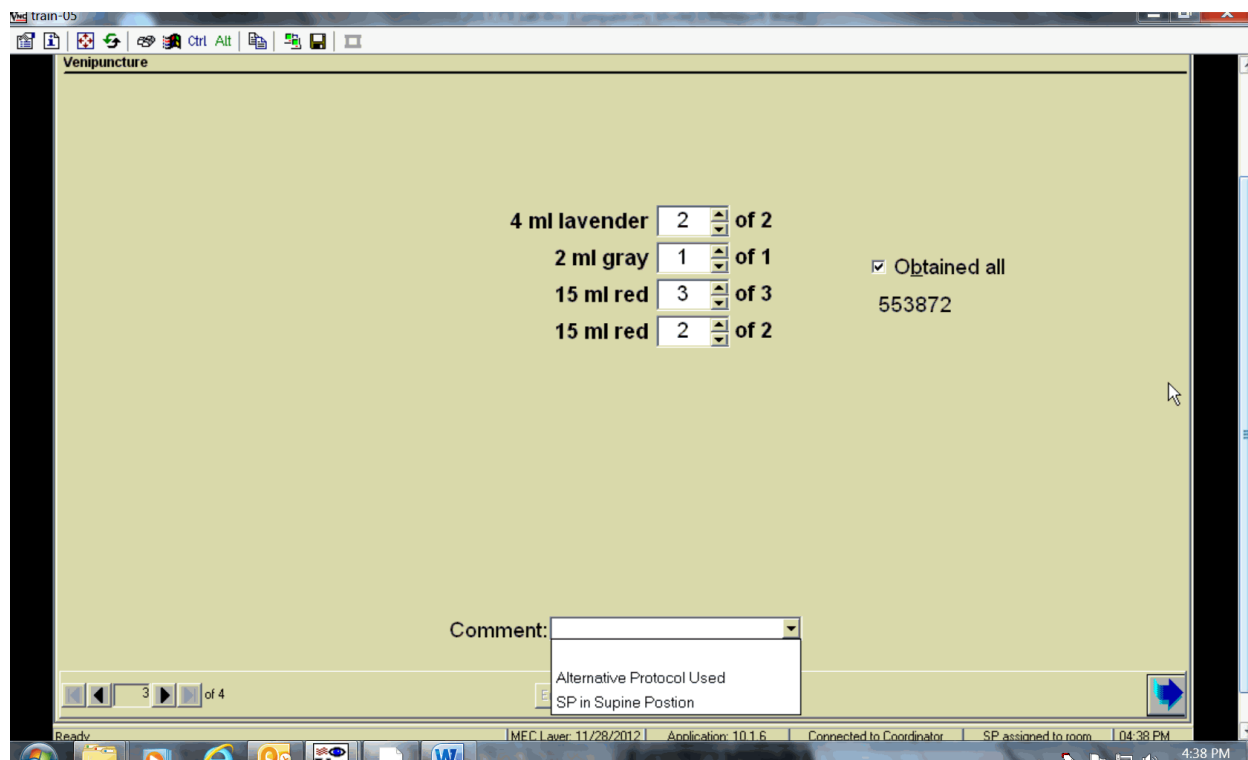 train-05
Ctrl Alt
Venipuncture
4 ml lavender 2 of 2
2 ml gray 1 of 1
15 ml red 3 of 3
15 ml red 2 of 2
Obtained all
553872
Comment:
Alternative Protocol Used
SP in Supine Postion
3 of 4
Ready MEC Layer: 11/28/2012 Application: 10.1.6 Connected to Coordinator SP assigned to room 04:38 PM
4:38 PM